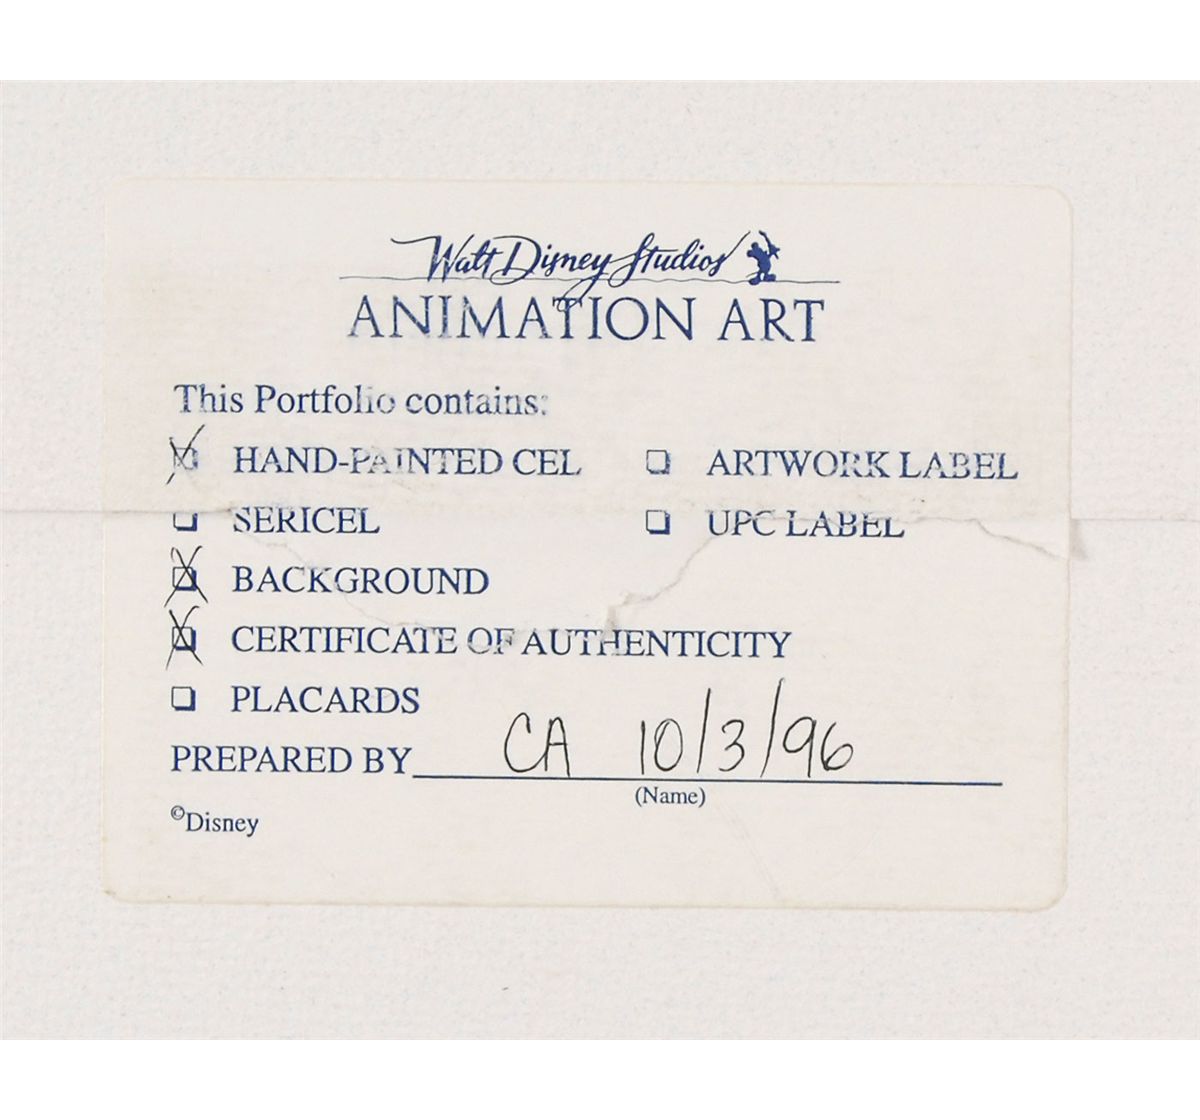 Walt Disney Studios
ANIMATION ART
This Portfolio contains:
HAND-PAINTED CEL ARTWORK LABEL
SERICEL UPC LABEL
BACKGROUND
CERTIFICATE OF AUTHENTICITY
PLACARDS
PREPARED BY CA 10/3/96
(Name)
©Disney